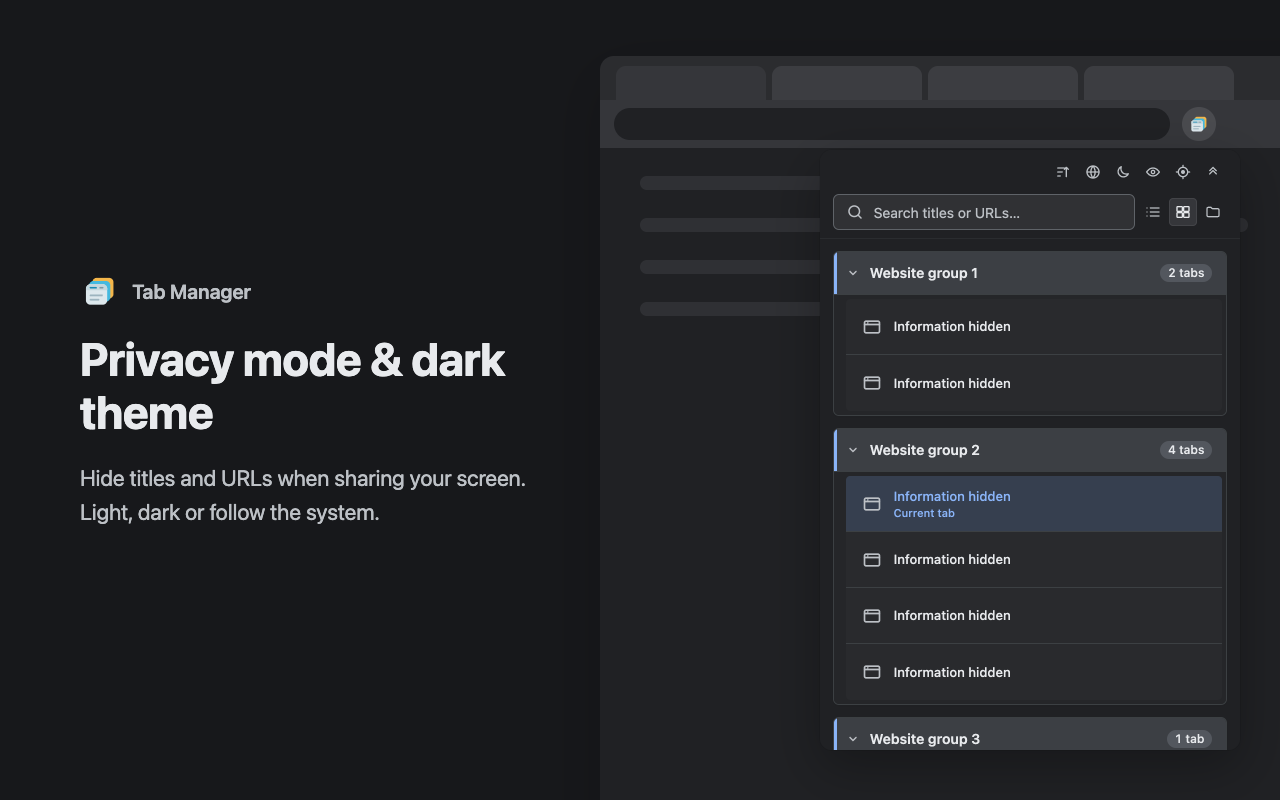 Tab Manager
Privacy mode & dark
theme
Hide titles and URLs when sharing your screen.
Light, dark or follow the system.
Search titles or URLs...
Website group 1
2 tabs
Information hidden
Information hidden
Website group 2
4 tabs
Information hidden
Current tab
Information hidden
Information hidden
Information hidden
Website group 3
1 tab